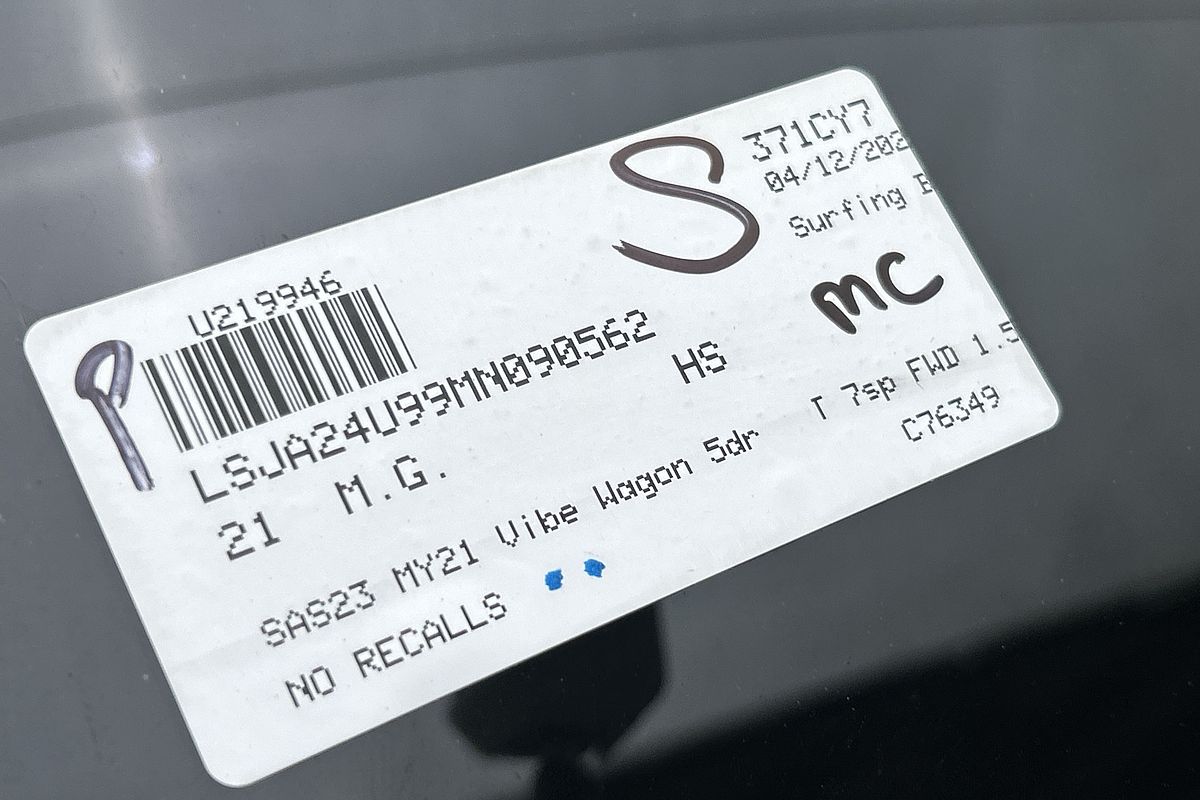 U219946
S
371CY7
04/12/202
Surfing B
P
LSJA24U99MN090562
HS
MC
21 M.G.
SAS23 MY21 Vibe Wagon 5dr T 7sp FWD 1.5
NO RECALLS
C76349